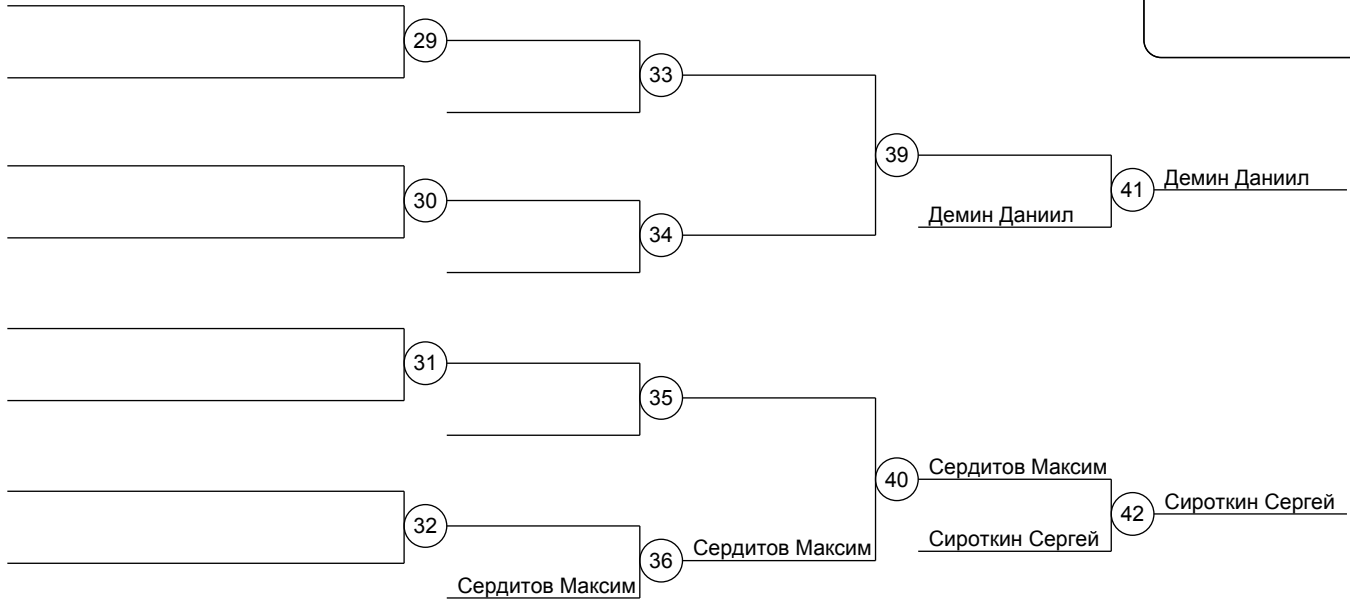 29
33
39
30
41 Демин Даниил
Демин Даниил
34
31
35
Сердитов Максим
40
32
42 Сироткин Сергей
Сироткин Сергей
Сердитов Максим
36
Сердитов Максим